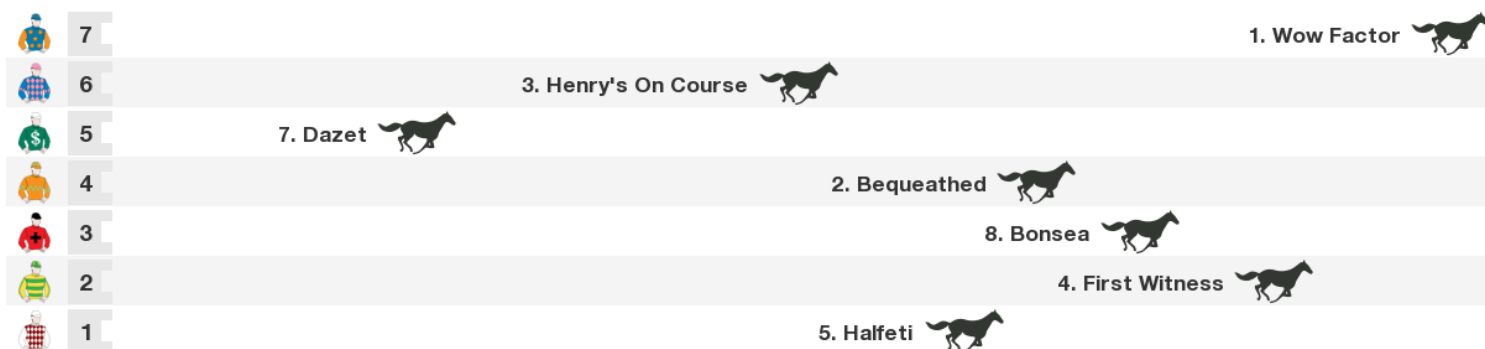 7 1. Wow Factor
6 3. Henry's On Course
5 7. Dazet
4 2. Bequeathed
3 8. Bonsea
2 4. First Witness
1 5. Halfeti
$